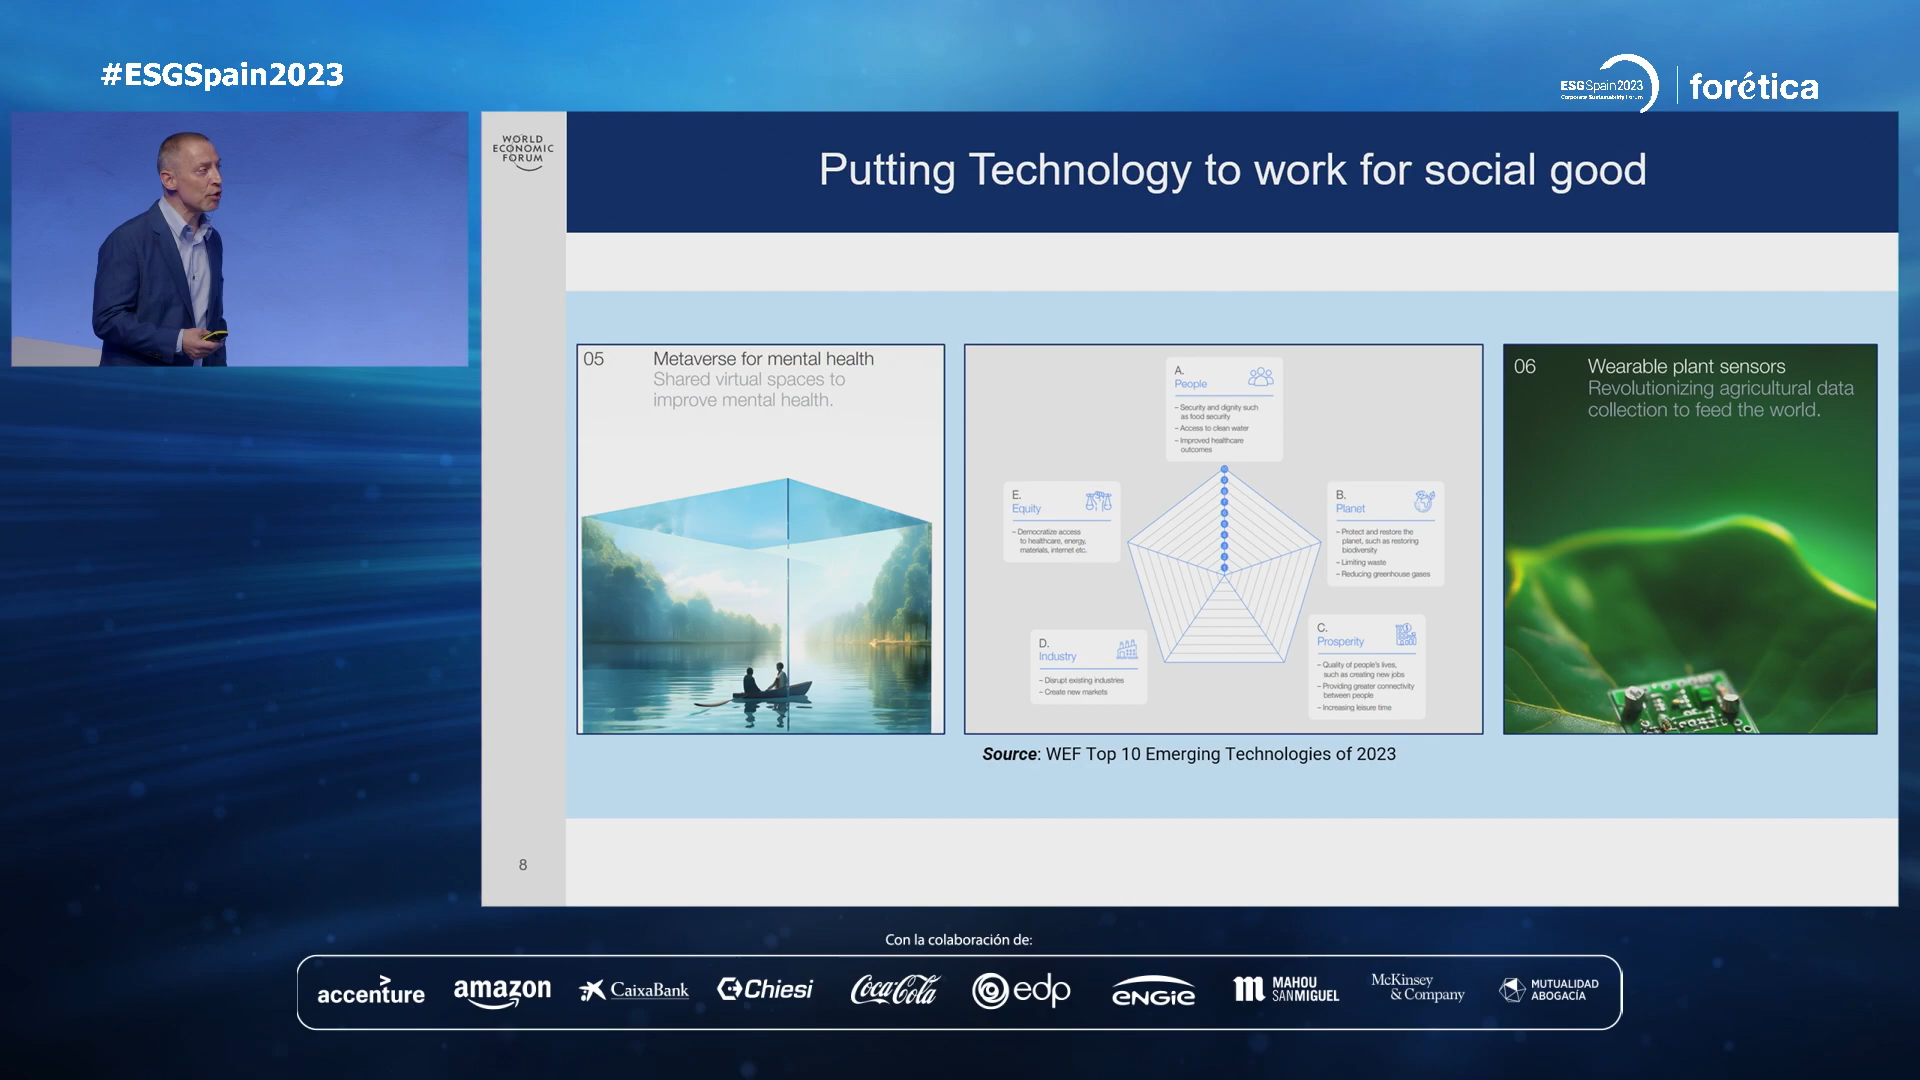 #ESGSpain2023
ESGSpain2023
Corporate Sustainability Forum
forética
WORLD
ECONOMIC
FORUM
Putting Technology to work for social good
05
Metaverse for mental health
Shared virtual spaces to
improve mental health.
A.
People
– Security and dignity such
as food security
– Access to clean water
– Improved healthcare
outcomes
E.
Equity
– Democratize access
to healthcare, energy,
materials, internet etc.
B.
Planet
– Protect and restore the
planet, such as restoring
biodiversity
– Limiting waste
– Reducing greenhouse gases
D.
Industry
– Disrupt existing industries
– Create new markets
C.
Prosperity
– Quality of people's lives,
such as creating new jobs
– Providing greater connectivity
between people
– Increasing leisure time
06
Wearable plant sensors
Revolutionizing agricultural data
collection to feed the world.
Source: WEF Top 10 Emerging Technologies of 2023
8
Con la colaboración de:
accenture
amazon
CaixaBank
Chiesi
Coca-Cola
edp
ENGIE
MAHOU
SANMIGUEL
McKinsey
& Company
MUTUALIDAD
ABOGACÍA